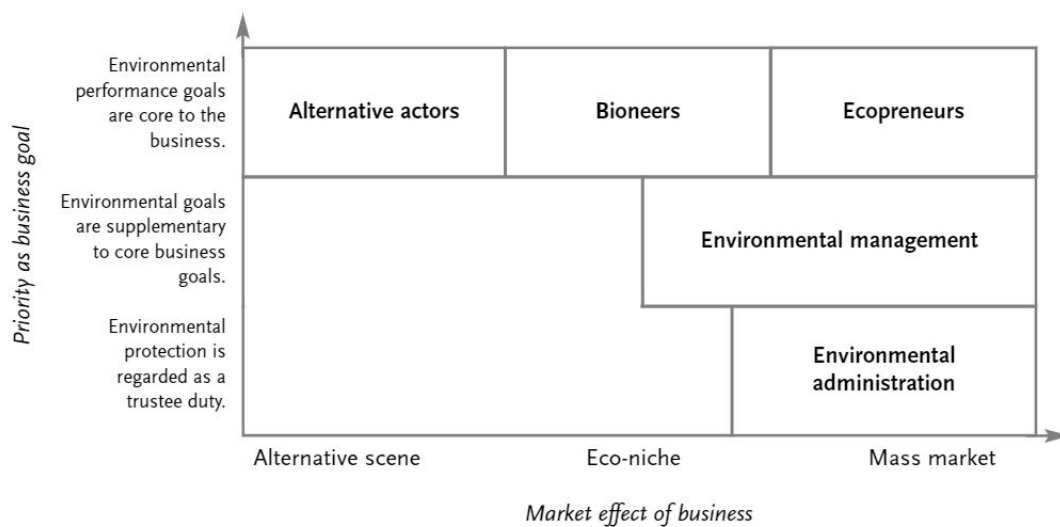 Priority as business goal
Environmental
performance goals
are core to the
business.
Alternative actors
Bioneers
Ecopreneurs
Environmental goals
are supplementary
to core business
goals.
Environmental management
Environmental
protection is
regarded as a
trustee duty.
Environmental
administration
Alternative scene
Eco-niche
Mass market
Market effect of business